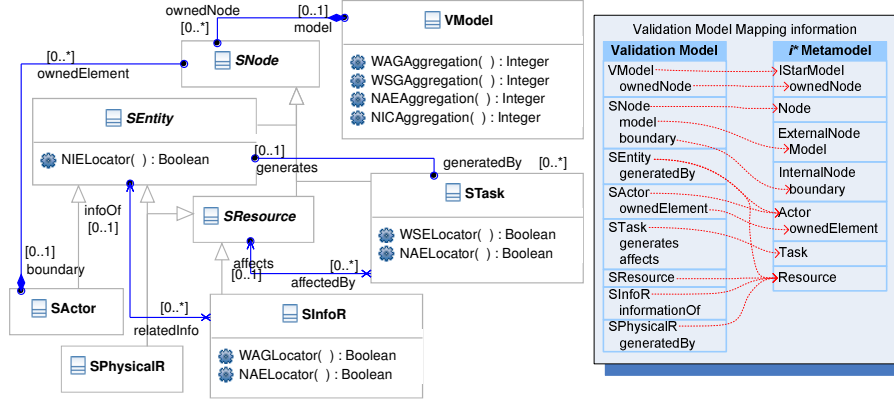 ownedNode
[0..1]
model
[0..*]
VModel
WAGAggregation( ) : Integer
WSGAggregation( ) : Integer
NAEAggregation( ) : Integer
NICAggregation( ) : Integer
SNode
[0..*]
ownedElement
SEntity
NIELocator( ) : Boolean
[0..1]
generates
generatedBy
[0..*]
STask
WSELocator( ) : Boolean
NAELocator( ) : Boolean
infoOf
[0..1]
SResource
affects
[0..1]
[0..*]
affectedBy
[0..1]
boundary
SActor
[0..*]
relatedInfo
SInfoR
WAGLocator( ) : Boolean
NAELocator( ) : Boolean
SPhysicalR
Validation Model Mapping information
Validation Model
VModel
ownedNode
SNode
model
boundary
SEntity
generatedBy
SActor
ownedElement
STask
generates
affects
SResource
SInfoR
informationOf
SPhysicalR
generatedBy
i* Metamodel
IStarModel
ownedNode
Node
ExternalNode
Model
InternalNode
boundary
Actor
ownedElement
Task
Resource